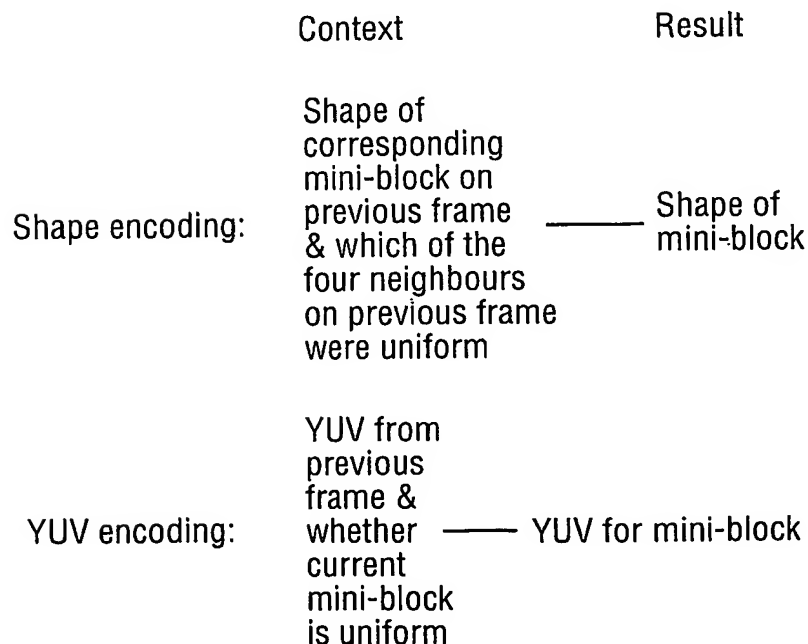 Context Result
Shape of
corresponding
mini-block on
previous frame
& which of the
four neighbours
on previous frame
were uniform
Shape encoding:
Shape of
mini-block
YUV from
previous
frame &
whether
current
mini-block
is uniform
YUV encoding:
YUV for mini-block